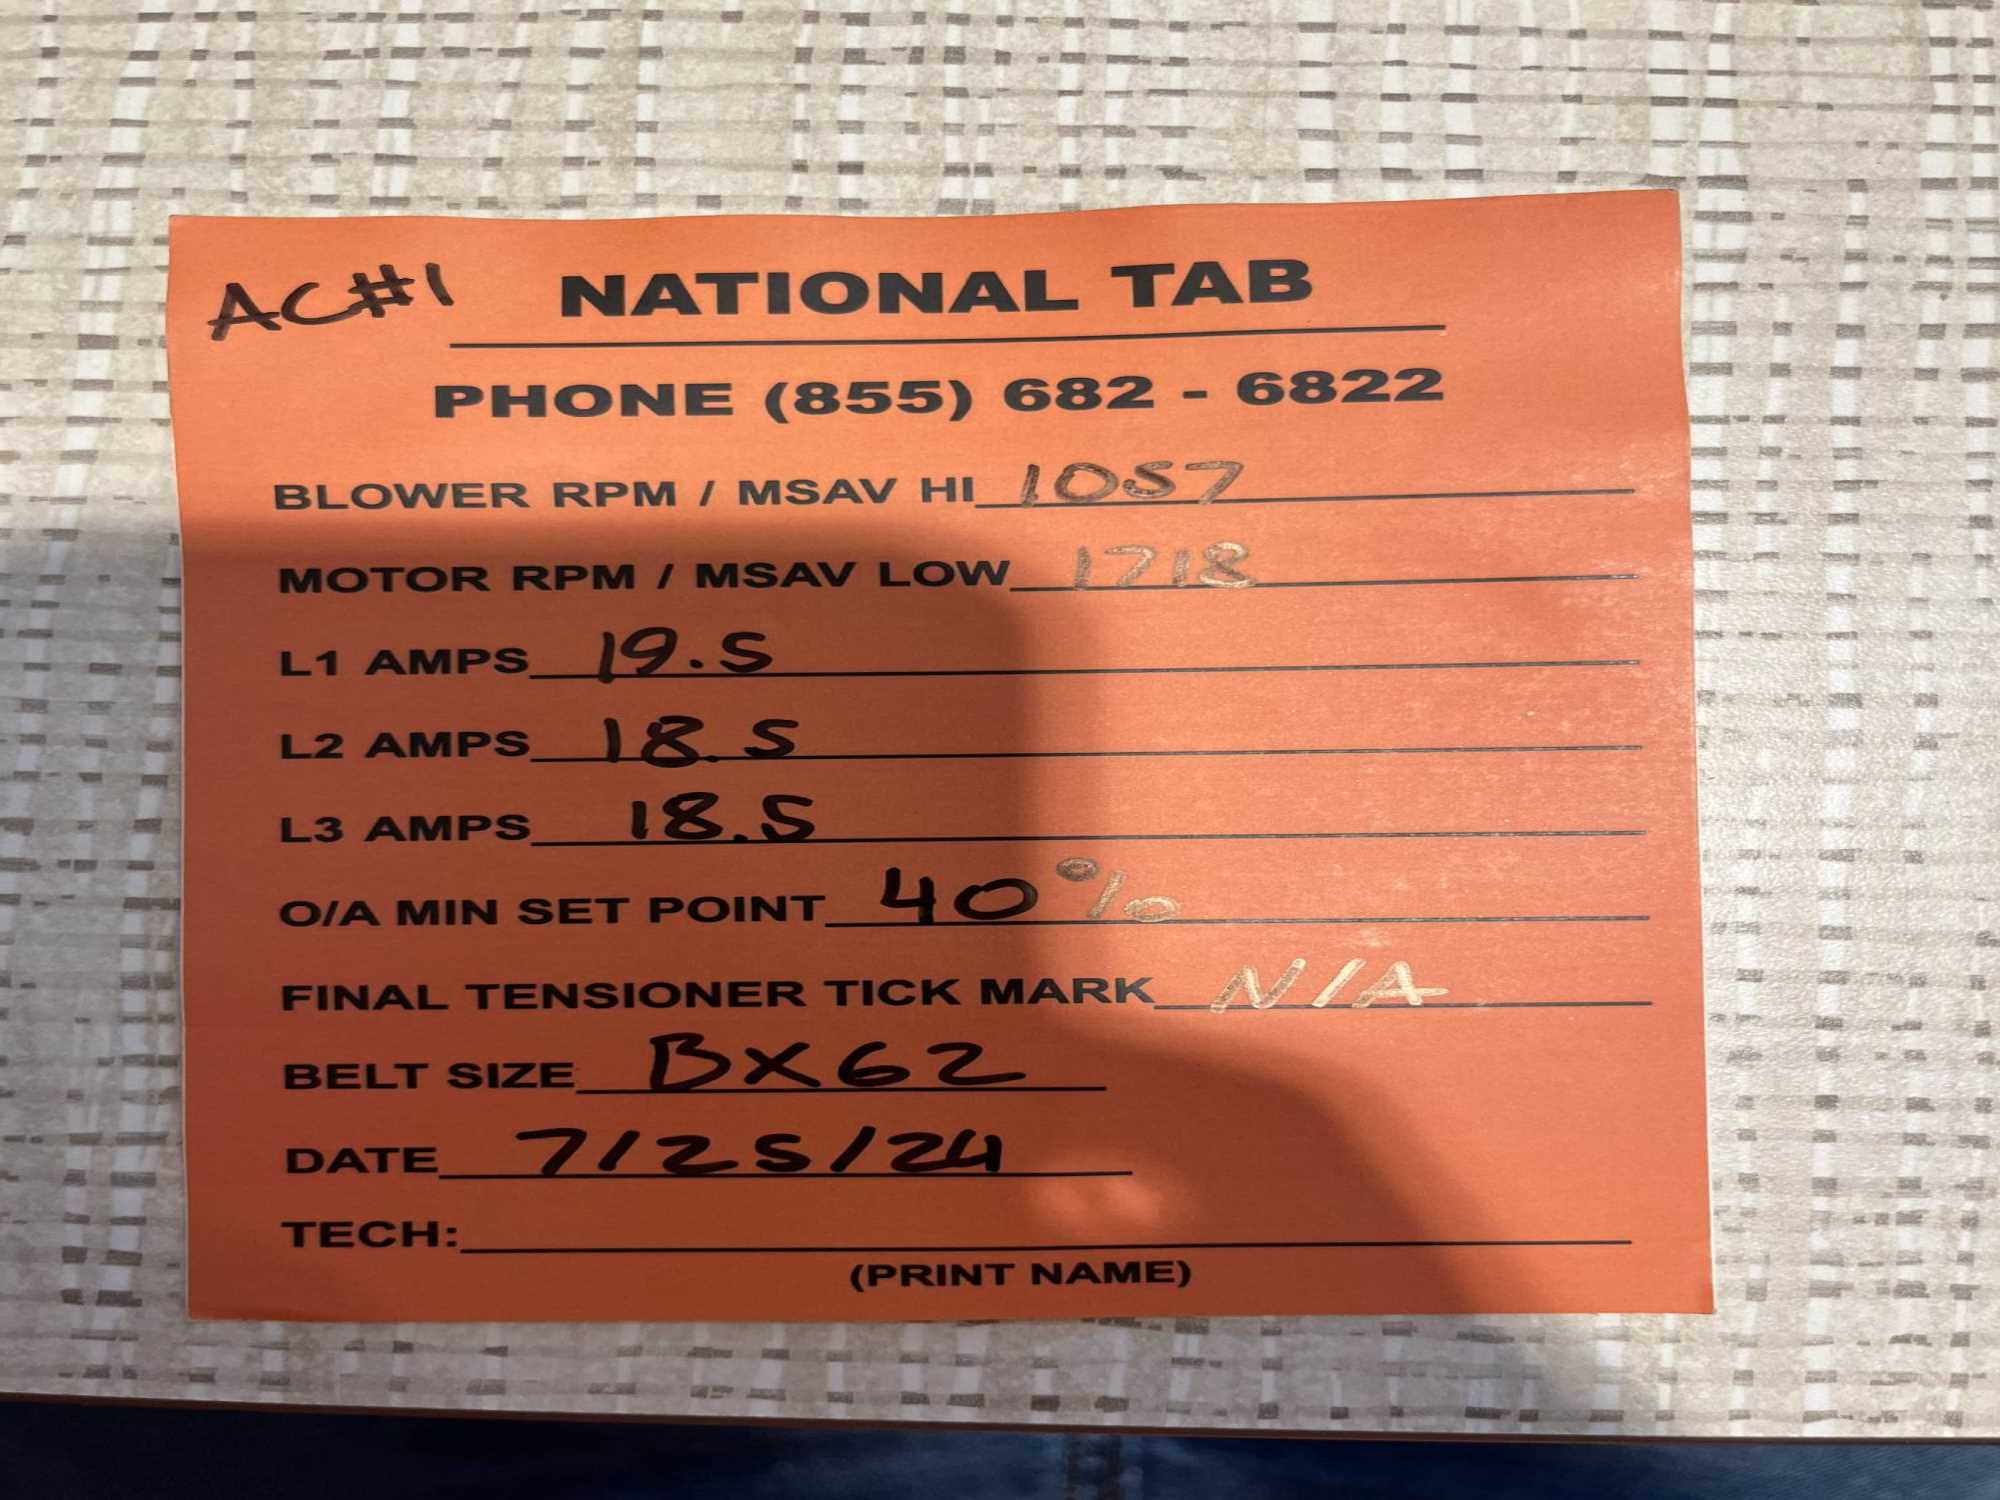 AC#1 NATIONAL TAB
PHONE (855) 682 - 6822
BLOWER RPM / MSAV HI 1057
MOTOR RPM / MSAV LOW 1718
L1 AMPS 19.5
L2 AMPS 18.5
L3 AMPS 18.5
O/A MIN SET POINT 40%
FINAL TENSIONER TICK MARK N/A
BELT SIZE BX62
DATE 7/25/24
TECH:
(PRINT NAME)